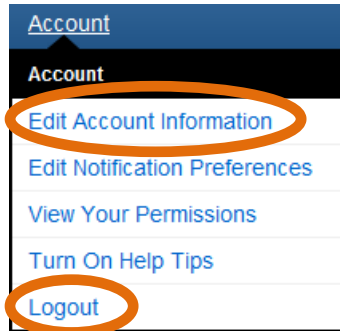 Account
Account
Edit Account Information
Edit Notification Preferences
View Your Permissions
Turn On Help Tips
Logout